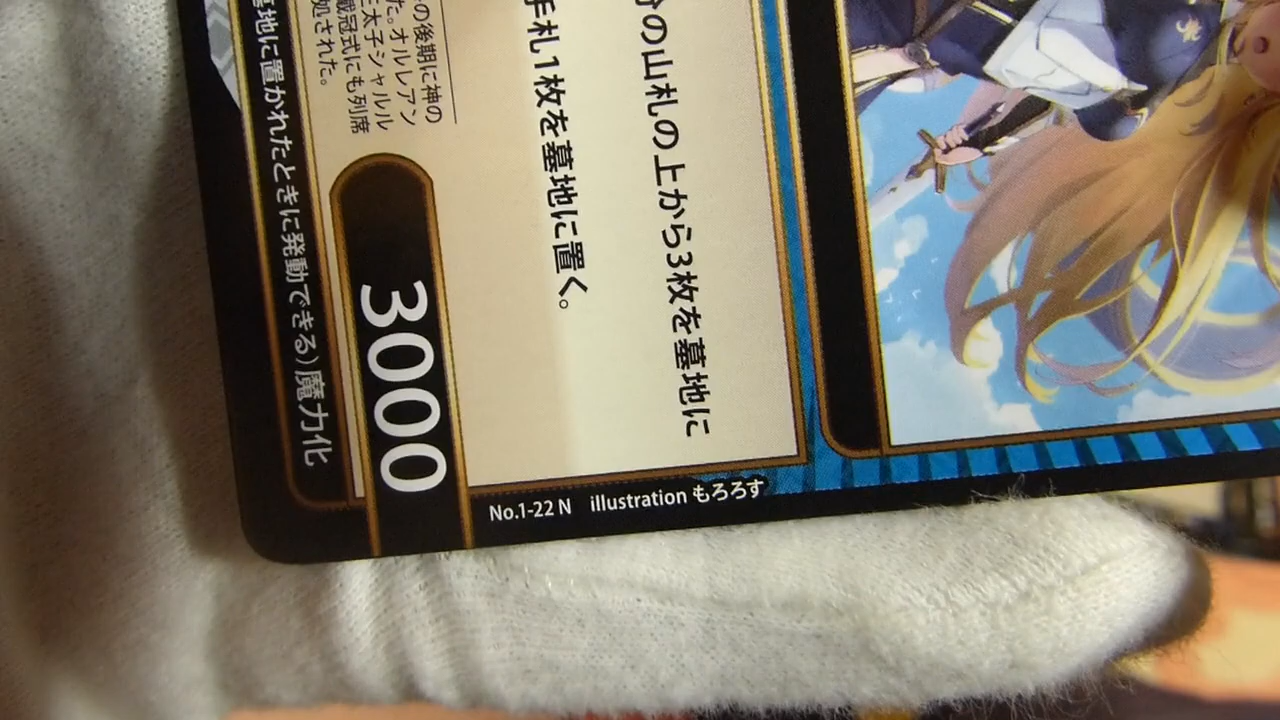 分の山札の上から3枚を墓地に
手札1枚を墓地に置く。
の後期に神の
た。オルレアン
太子シャルル
戴冠式にも列席
処された。
3000
墓地に置かれたときに発動できる)魔力化
No.1-22 N illustration もろろす